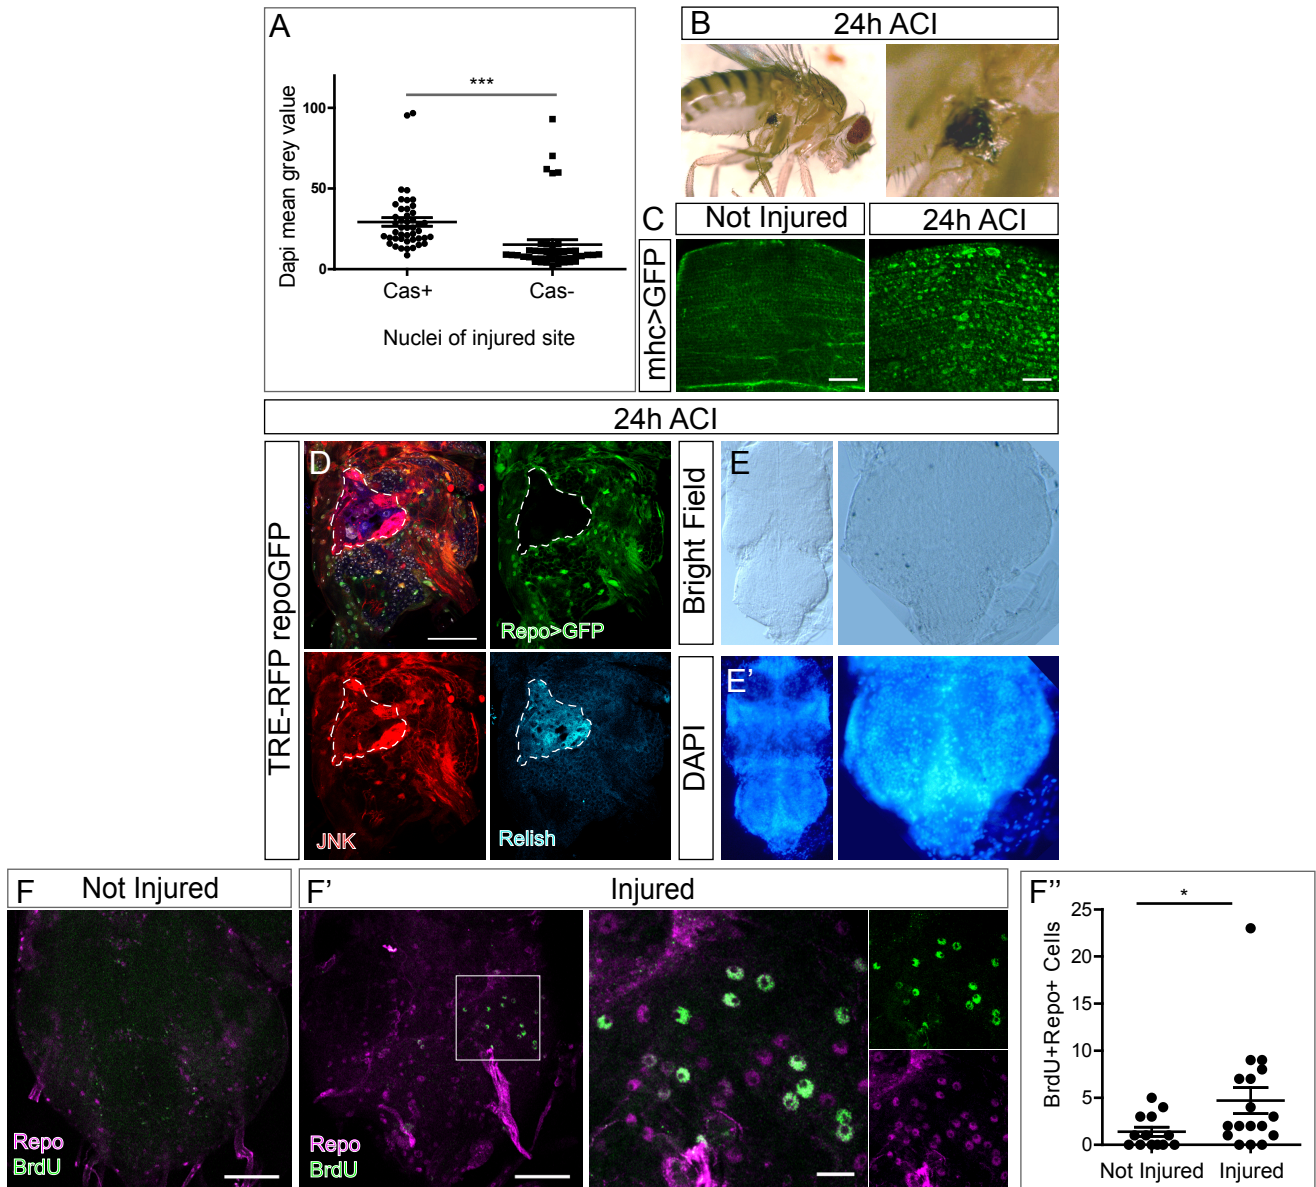 A
***
Dapi mean grey value
100
50
0
Cas+
Cas-
Nuclei of injured site
B
24h ACI
C
Not Injured
24h ACI
mhc>GFP
24h ACI
TRE-RFP repoGFP
D
Repo>GFP
JNK
Relish
Bright Field
E
DAPI
E'
F
Not Injured
Repo
BrdU
F'
Injured
Repo
BrdU
F''
*
BrdU+Repo+ Cells
25
20
15
10
5
0
Not Injured
Injured